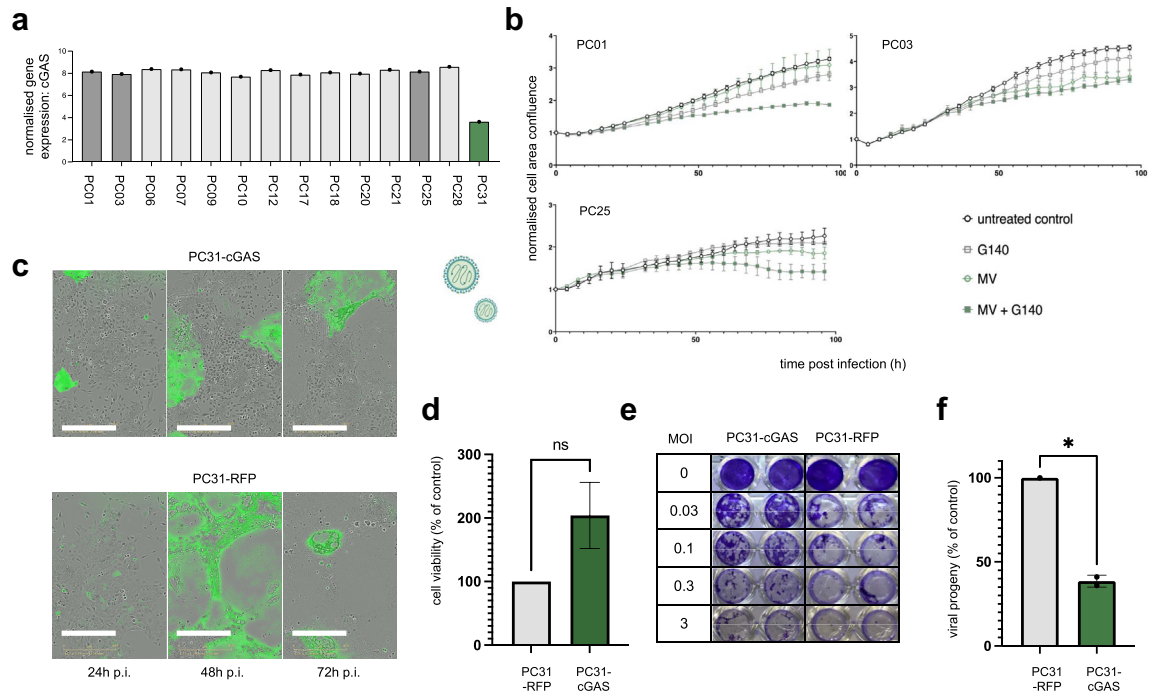 a
normalised gene
expression: cGAS
10
8
6
4
2
0
PC01
PC03
PC06
PC07
PC09
PC10
PC12
PC17
PC18
PC20
PC21
PC25
PC28
PC31
b
normalised cell area confluence
PC01
4
3
2
1
0
0
50
100
PC03
5
4
3
2
1
0
0
50
100
PC25
3
2
1
0
0
50
100
time post infection (h)
untreated control
G140
MV
MV + G140
c
PC31-cGAS
PC31-RFP
24h p.i.
48h p.i.
72h p.i.
d
cell viability (% of control)
300
200
100
0
ns
PC31
-RFP
PC31-
cGAS
e
MOI
PC31-cGAS
PC31-RFP
0
0.03
0.1
0.3
3
f
viral progeny (% of control)
100
50
0
*
PC31
-RFP
PC31-
cGAS